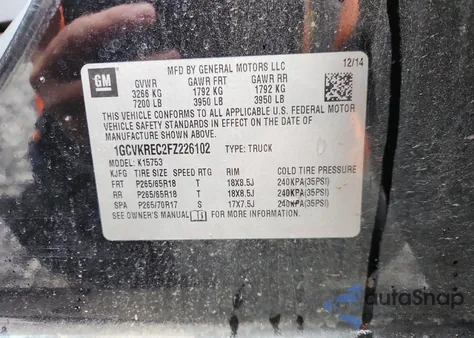 GM
MFD BY GENERAL MOTORS LLC
12/14
GVWR GAWR FRT GAWR RR
3266 KG 1792 KG 1792 KG
7200 LB 3950 LB 3950 LB
THIS VEHICLE CONFORMS TO ALL APPLICABLE U.S. FEDERAL MOTOR
VEHICLE SAFETY STANDARDS IN EFFECT ON THE DATE OF
MANUFACTURE SHOWN ABOVE.
1GCVKREC2FZ226102 TYPE: TRUCK
MODEL: K15753
KJFG TIRE SIZE SPEED RTG RIM COLD TIRE PRESSURE
FRT P265/65R18 T 18X8.5J 240KPA(35PSI)
RR P265/65R18 T 18X8.5J 240KPA(35PSI)
SPA P265/70R17 S 17X7.5J 240KPA(35PSI)
SEE OWNER'S MANUAL
AutoSnap